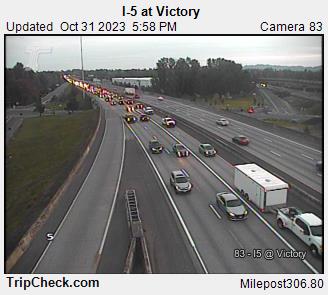 I-5 at Victory
Updated Oct 31 2023 5:58 PM Camera 83
S
83 - I5 @ Victory
TripCheck.com Milepost306.80